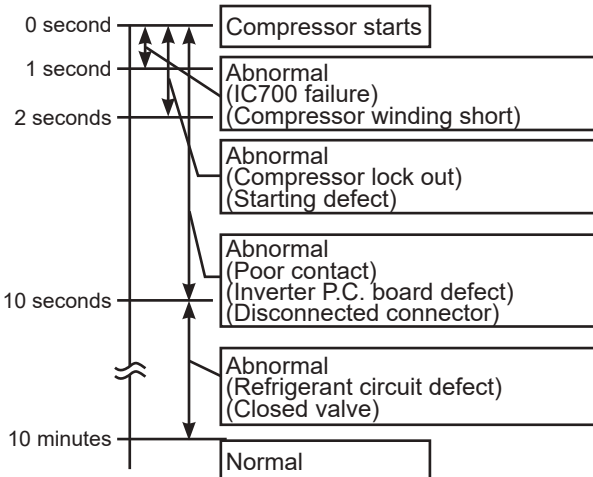 0 second
Compressor starts
1 second
Abnormal
(IC700 failure)
(Compressor winding short)
2 seconds
Abnormal
(Compressor lock out)
(Starting defect)
Abnormal
(Poor contact)
(Inverter P.C. board defect)
(Disconnected connector)
10 seconds
Abnormal
(Refrigerant circuit defect)
(Closed valve)
10 minutes
Normal